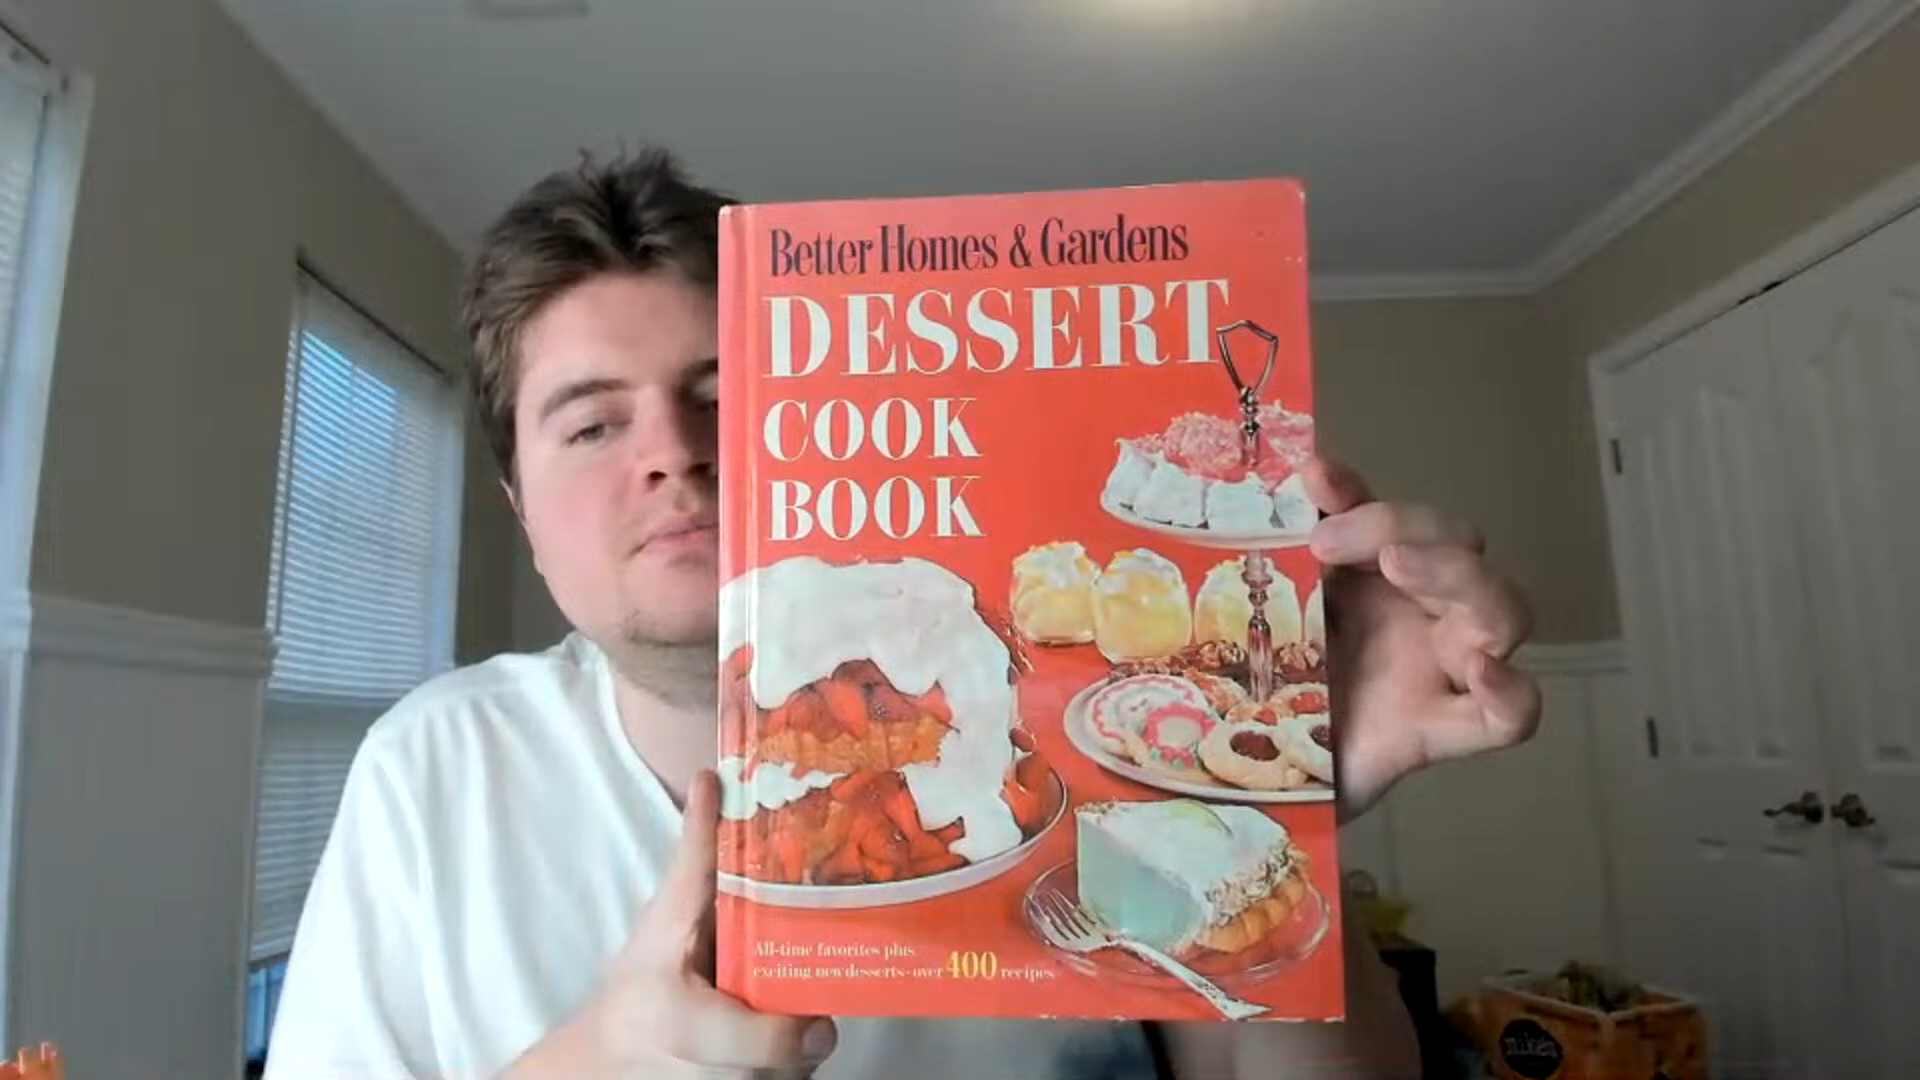 Better Homes & Gardens
DESSERT
COOK
BOOK
All-time favorites plus
exciting new desserts-over 400 recipes